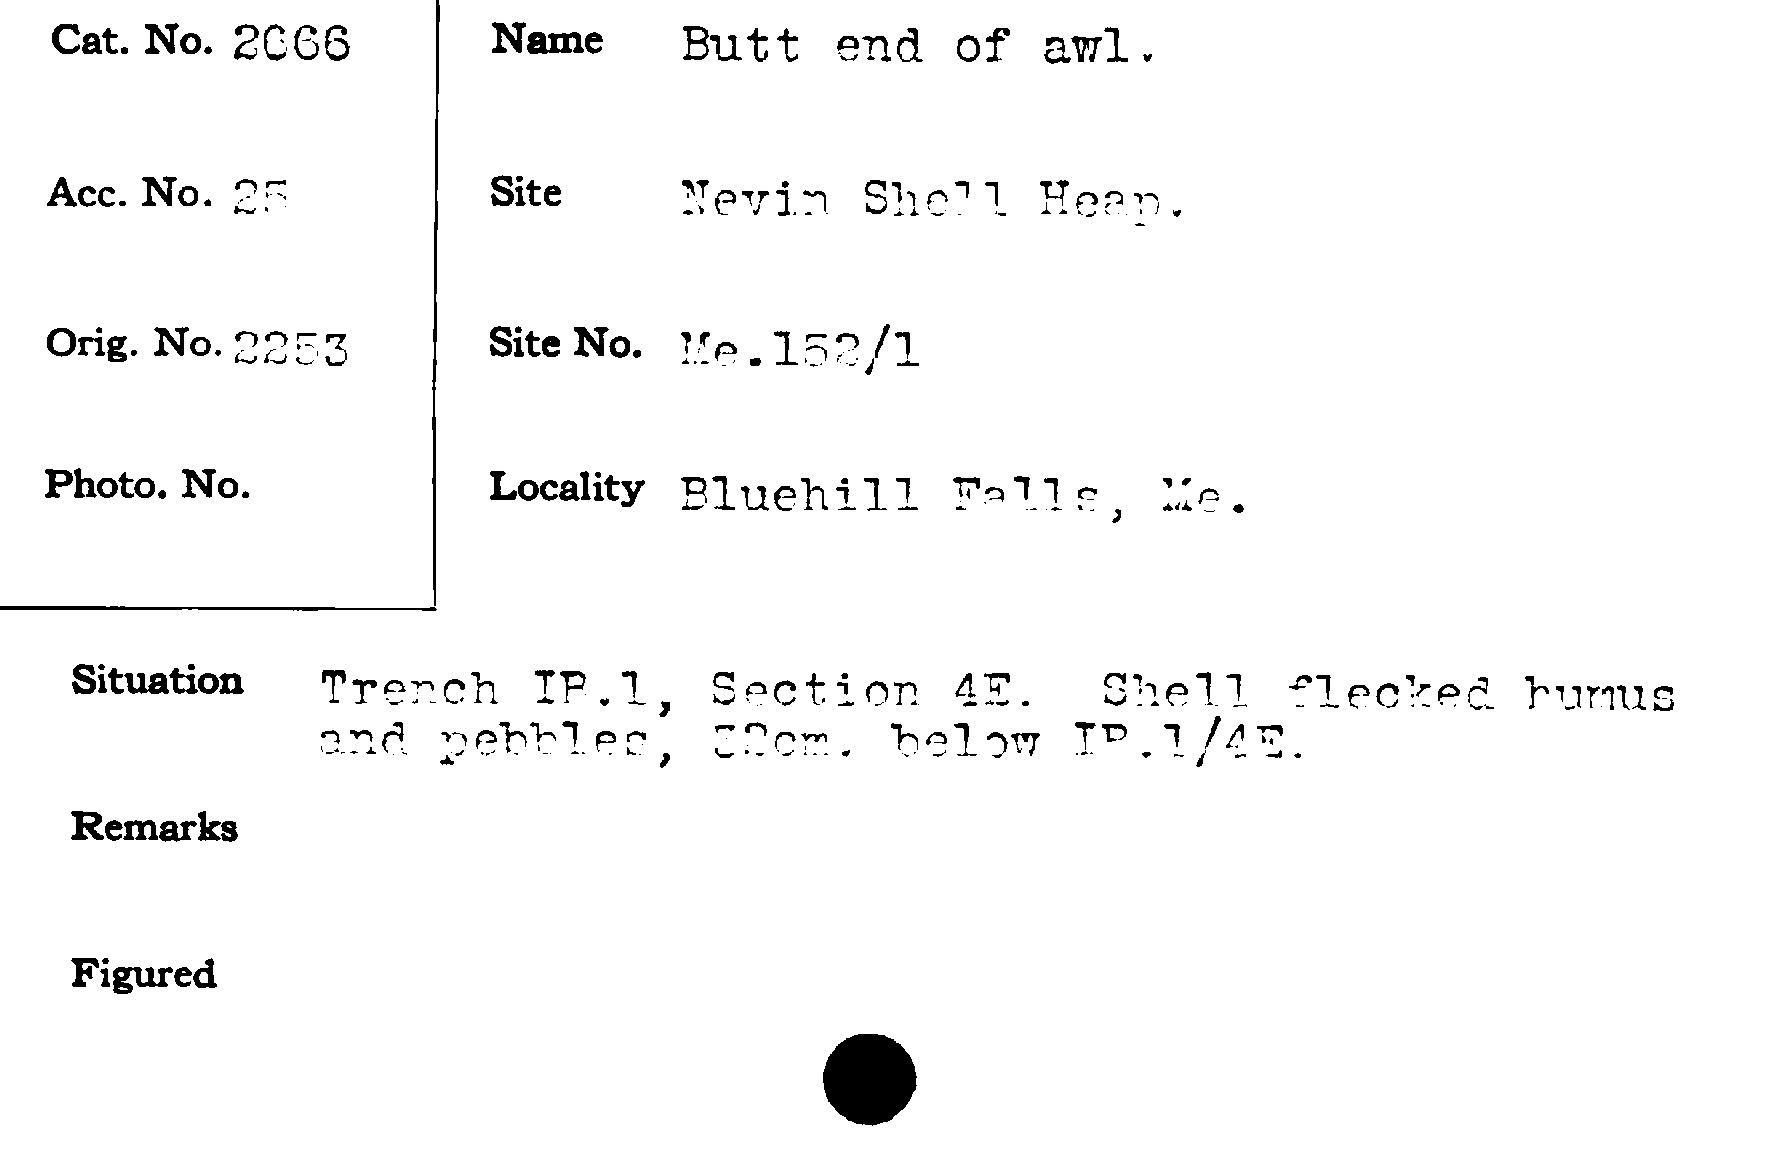 Cat. No. 2066
Name Butt end of awl.
Acc. No. 25
Site Nevin Shell Heap.
Orig. No. 2253
Site No. Me.152/1
Photo. No.
Locality Bluehill Falls, Me.
Situation Trench IP.1, Section 4E. Shell flecked humus
and pebbles, below IP.1/4E.
Remarks
Figured